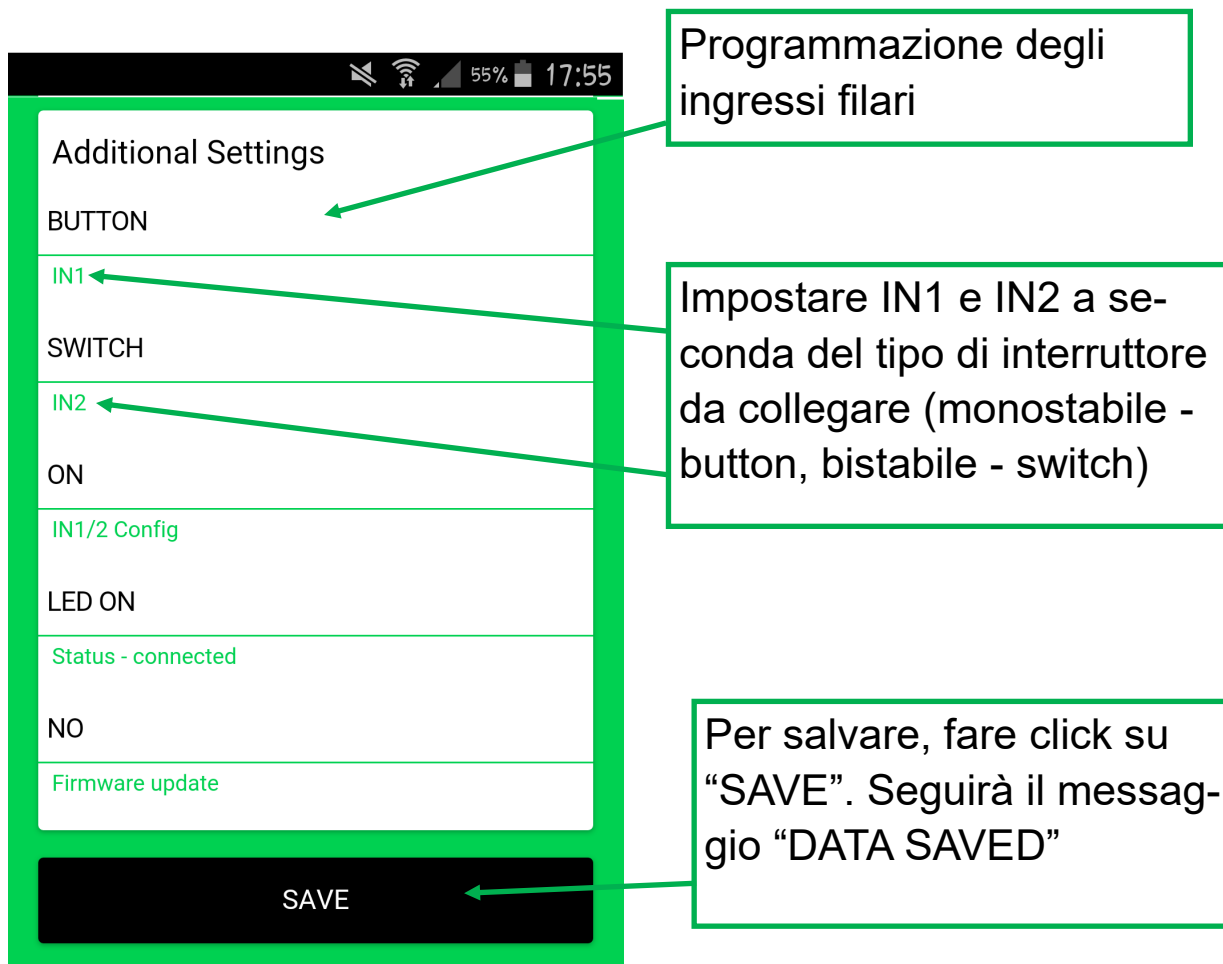 55% 17:55
Additional Settings
BUTTON
IN1
SWITCH
IN2
ON
IN1/2 Config
LED ON
Status - connected
NO
Firmware update
SAVE
Programmazione degli
ingressi filari
Impostare IN1 e IN2 a se-
conda del tipo di interruttore
da collegare (monostabile -
button, bistabile - switch)
Per salvare, fare click su
“SAVE”. Seguirà il messag-
gio “DATA SAVED”